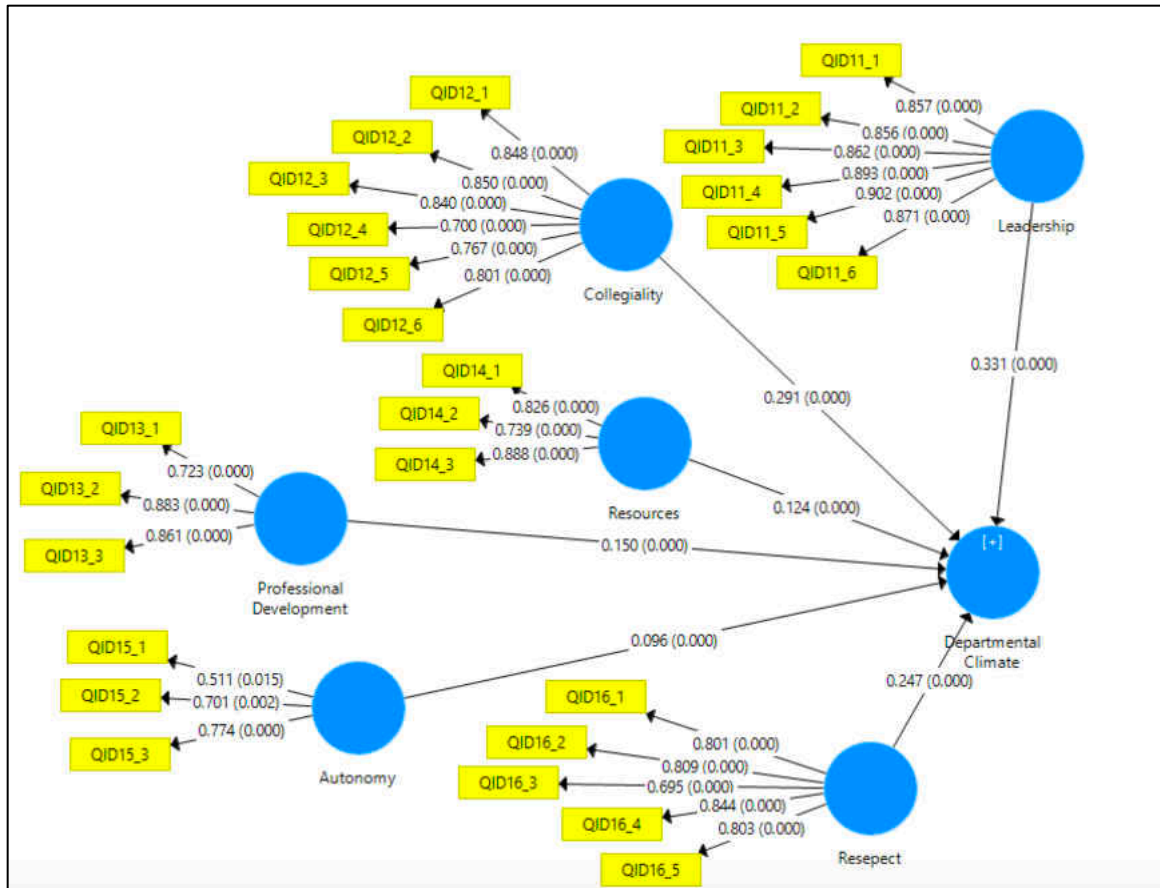 QID11_1
0.857 (0.000)
QID11_2
0.856 (0.000)
QID11_3
0.862 (0.000)
QID11_4
0.893 (0.000)
QID11_5
0.902 (0.000)
QID11_6
0.871 (0.000)
Leadership
0.331 (0.000)
QID12_1
0.848 (0.000)
QID12_2
0.850 (0.000)
QID12_3
0.840 (0.000)
QID12_4
0.700 (0.000)
QID12_5
0.767 (0.000)
QID12_6
0.801 (0.000)
Collegiality
0.291 (0.000)
QID14_1
0.826 (0.000)
QID14_2
0.739 (0.000)
QID14_3
0.888 (0.000)
Resources
0.124 (0.000)
QID13_1
0.723 (0.000)
QID13_2
0.883 (0.000)
QID13_3
0.861 (0.000)
Professional
Development
0.150 (0.000)
[+]
Departmental
Climate
QID15_1
0.511 (0.015)
QID15_2
0.701 (0.002)
QID15_3
0.774 (0.000)
Autonomy
0.096 (0.000)
QID16_1
0.801 (0.000)
QID16_2
0.809 (0.000)
QID16_3
0.695 (0.000)
QID16_4
0.844 (0.000)
QID16_5
0.803 (0.000)
Resepect
0.247 (0.000)